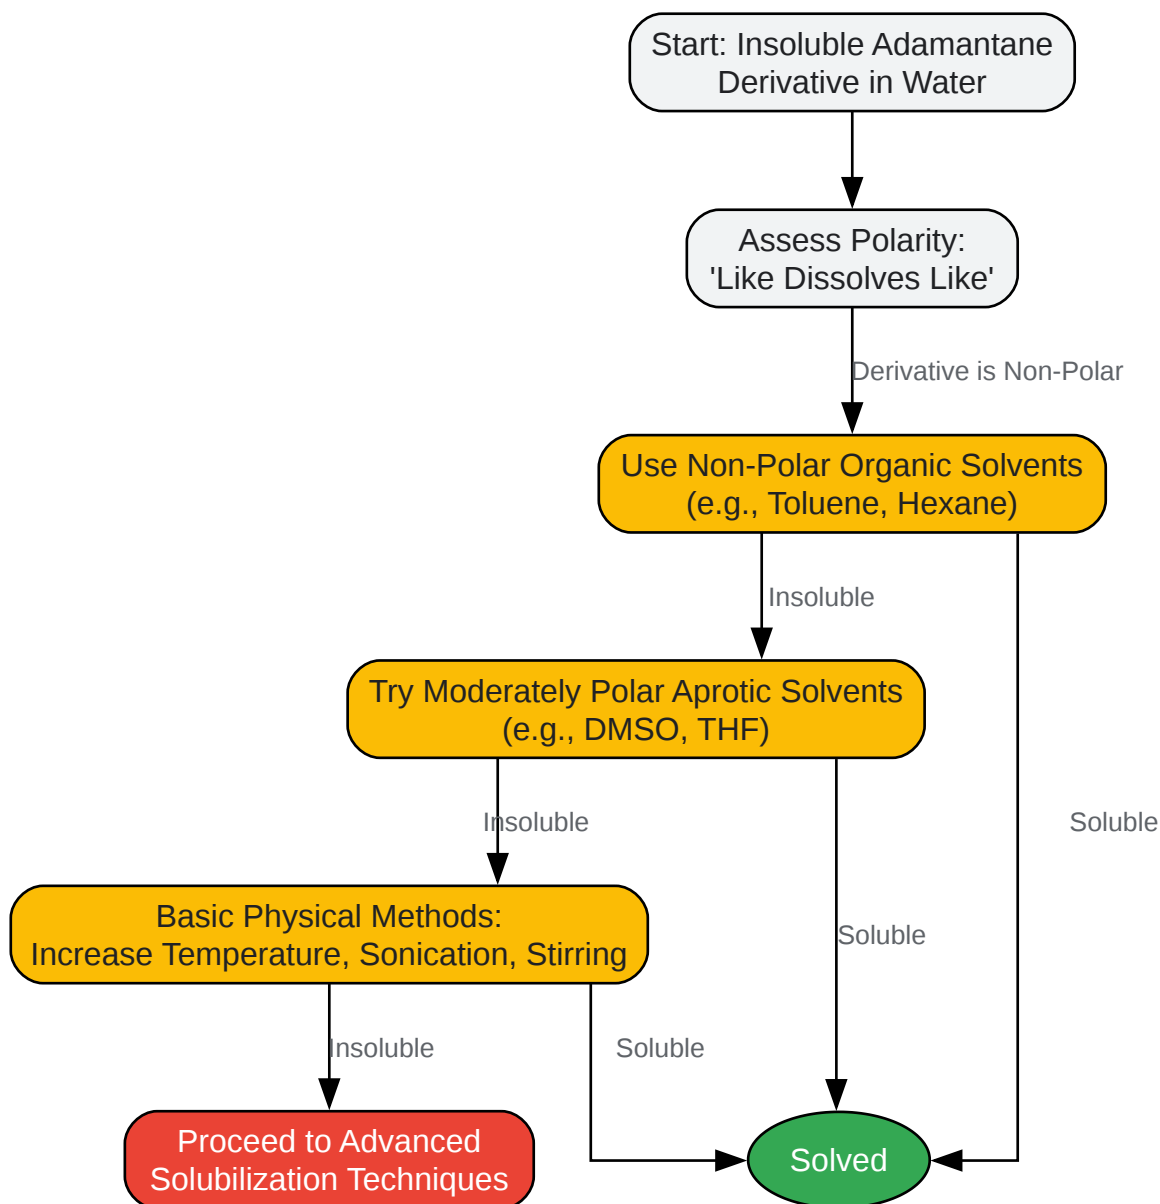 Start: Insoluble Adamantane
Derivative in Water
Assess Polarity:
'Like Dissolves Like'
Derivative is Non-Polar
Use Non-Polar Organic Solvents
(e.g., Toluene, Hexane)
Insoluble
Try Moderately Polar Aprotic Solvents
(e.g., DMSO, THF)
Insoluble
Soluble
Basic Physical Methods:
Increase Temperature, Sonication, Stirring
Soluble
Insoluble
Soluble
Proceed to Advanced
Solubilization Techniques
Solved